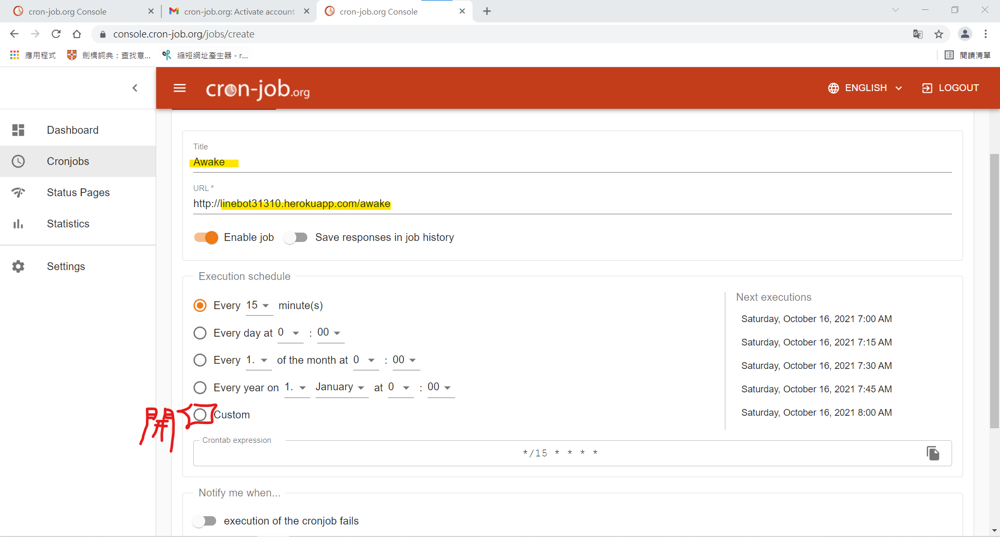 cron-job.org Console
cron-job.org: Activate account
cron-job.org Console
console.cron-job.org/jobs/create
應用程式
劍橋詞典：查找意...
縮短網址產生器 - r...
閱讀清單
cron-job.org
ENGLISH
LOGOUT
Dashboard
Cronjobs
Status Pages
Statistics
Settings
Title
Awake
URL *
http://linebot31310.herokuapp.com/awake
Enable job
Save responses in job history
Execution schedule
Every 15 minute(s)
Every day at 0 : 00
Every 1. of the month at 0 : 00
Every year on 1. January at 0 : 00
開
Custom
Next executions
Saturday, October 16, 2021 7:00 AM
Saturday, October 16, 2021 7:15 AM
Saturday, October 16, 2021 7:30 AM
Saturday, October 16, 2021 7:45 AM
Saturday, October 16, 2021 8:00 AM
Crontab expression
*/15 * * * *
Notify me when...
execution of the cronjob fails